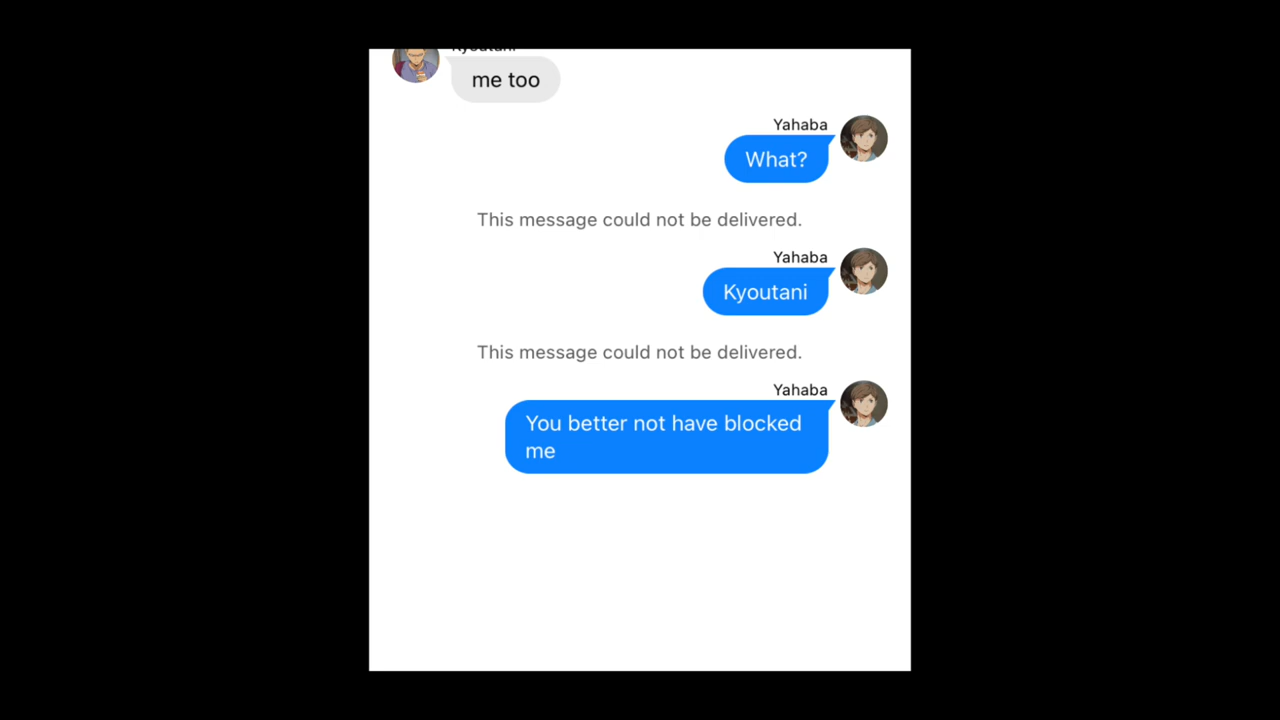 Kyoutani
me too
Yahaba
What?
This message could not be delivered.
Yahaba
Kyoutani
This message could not be delivered.
Yahaba
You better not have blocked
me